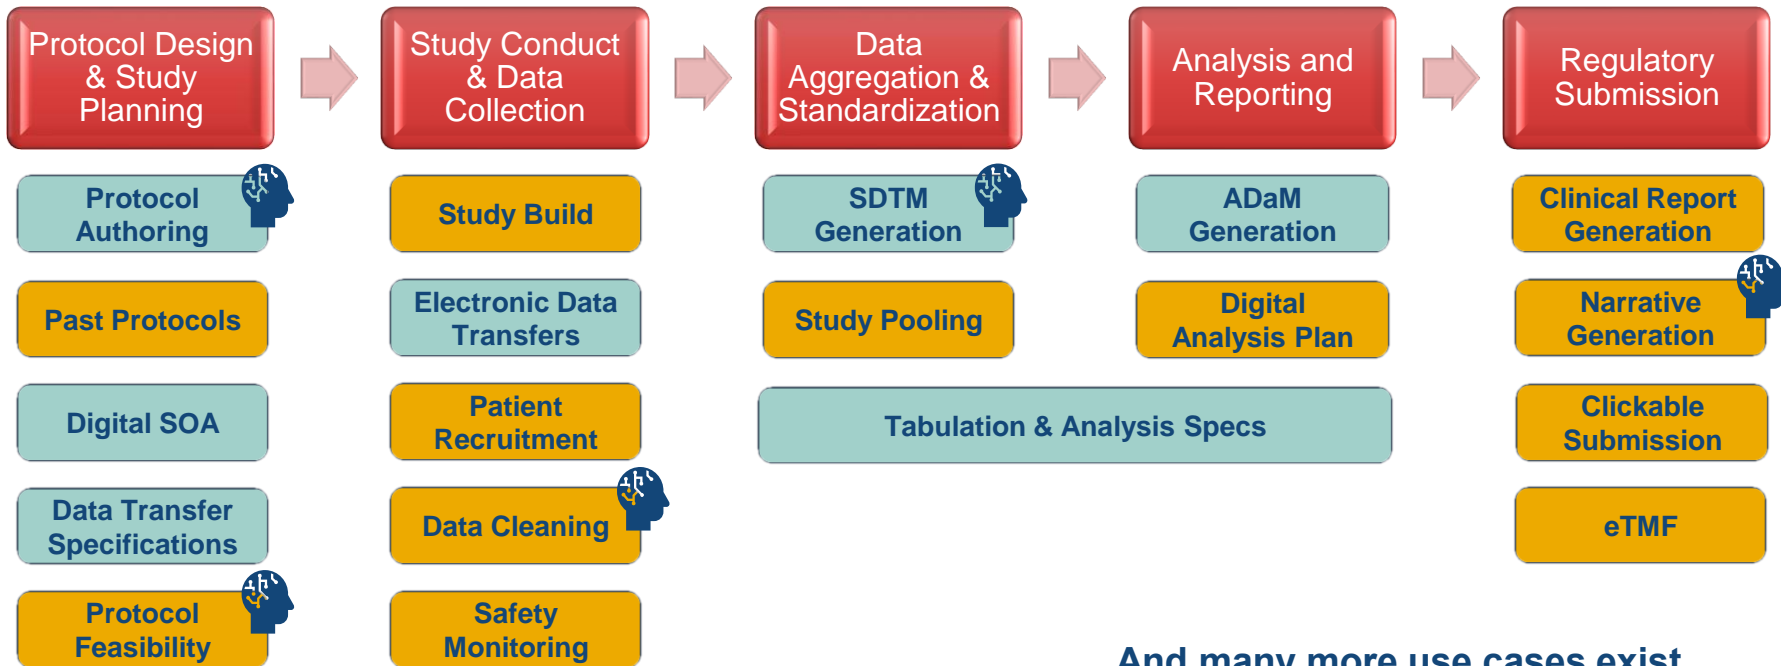 Protocol Design
& Study
Planning
Study Conduct
& Data
Collection
Data
Aggregation &
Standardization
Analysis and
Reporting
Regulatory
Submission
Protocol
Authoring
Past Protocols
Digital SOA
Data Transfer
Specifications
Protocol
Feasibility
Study Build
Electronic Data
Transfers
Patient
Recruitment
Data Cleaning
Safety
Monitoring
SDTM
Generation
Study Pooling
ADaM
Generation
Digital
Analysis Plan
Tabulation & Analysis Specs
Clinical Report
Generation
Narrative
Generation
Clickable
Submission
eTMF
And many more use cases exist